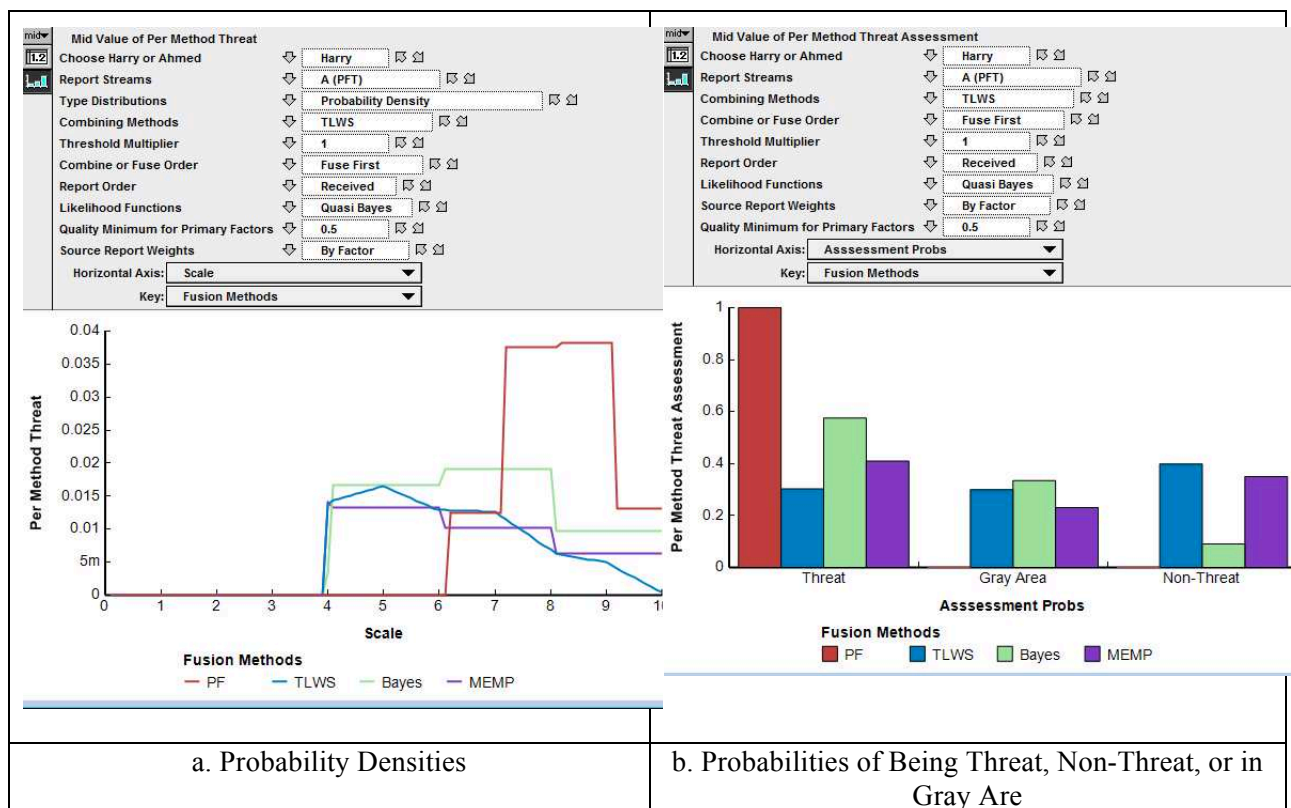 mid
Mid Value of Per Method Threat
1.2
Choose Harry or Ahmed Harry
Report Streams A (PFT)
Type Distributions Probability Density
Combining Methods TLWS
Threshold Multiplier 1
Combine or Fuse Order Fuse First
Report Order Received
Likelihood Functions Quasi Bayes
Quality Minimum for Primary Factors 0.5
Source Report Weights By Factor
Horizontal Axis: Scale
Key: Fusion Methods
0.04
0.035
0.03
0.025
0.02
0.015
0.01
5m
0
Per Method Threat
0 1 2 3 4 5 6 7 8 9 10
Scale
Fusion Methods
PF TLWS Bayes MEMP
a. Probability Densities
mid
Mid Value of Per Method Threat Assessment
1.2
Choose Harry or Ahmed Harry
Report Streams A (PFT)
Combining Methods TLWS
Combine or Fuse Order Fuse First
Threshold Multiplier 1
Report Order Received
Likelihood Functions Quasi Bayes
Source Report Weights By Factor
Quality Minimum for Primary Factors 0.5
Horizontal Axis: Asssessment Probs
Key: Fusion Methods
1
0.8
0.6
0.4
0.2
0
Per Method Threat Assessment
Threat Gray Area Non-Threat
Asssessment Probs
Fusion Methods
PF TLWS Bayes MEMP
b. Probabilities of Being Threat, Non-Threat, or in
Gray Are